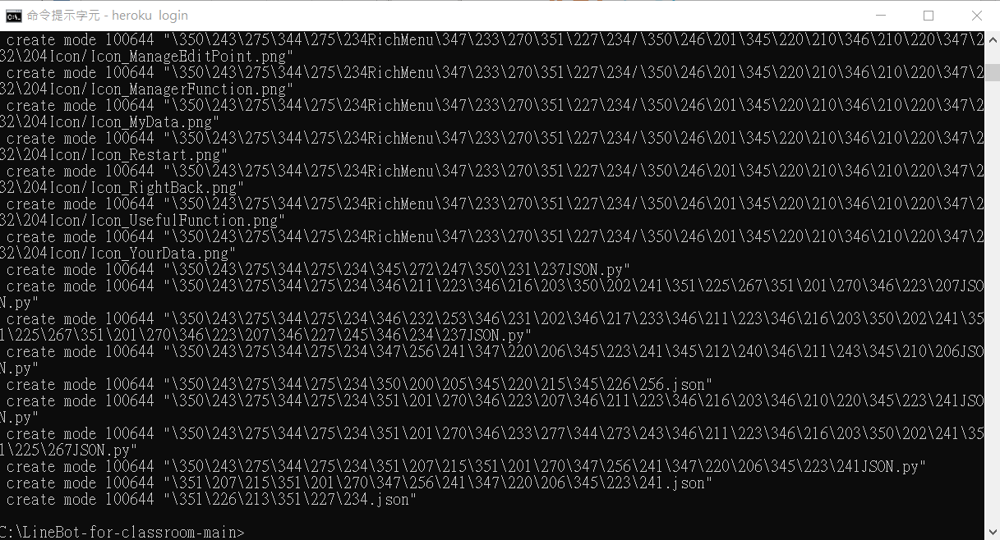 命令提示字元 - heroku login
 create mode 100644 "\350\243\275\344\275\234RichMenu\347\233\270\351\227\234/\350\246\201\345\220\210\346\210\220\347\2
32\204Icon/Icon_ManageEditPoint.png"
 create mode 100644 "\350\243\275\344\275\234RichMenu\347\233\270\351\227\234/\350\246\201\345\220\210\346\210\220\347\2
32\204Icon/Icon_ManagerFunction.png"
 create mode 100644 "\350\243\275\344\275\234RichMenu\347\233\270\351\227\234/\350\246\201\345\220\210\346\210\220\347\2
32\204Icon/Icon_MyData.png"
 create mode 100644 "\350\243\275\344\275\234RichMenu\347\233\270\351\227\234/\350\246\201\345\220\210\346\210\220\347\2
32\204Icon/Icon_Restart.png"
 create mode 100644 "\350\243\275\344\275\234RichMenu\347\233\270\351\227\234/\350\246\201\345\220\210\346\210\220\347\2
32\204Icon/Icon_RightBack.png"
 create mode 100644 "\350\243\275\344\275\234RichMenu\347\233\270\351\227\234/\350\246\201\345\220\210\346\210\220\347\2
32\204Icon/Icon_UsefulFunction.png"
 create mode 100644 "\350\243\275\344\275\234RichMenu\347\233\270\351\227\234/\350\246\201\345\220\210\346\210\220\347\2
32\204Icon/Icon_YourData.png"
 create mode 100644 "\350\243\275\344\275\234\345\272\247\350\231\237JSON.py"
 create mode 100644 "\350\243\275\344\275\234\346\211\223\346\216\203\350\202\241\351\225\267\351\201\270\346\223\207JSO
N.py"
 create mode 100644 "\350\243\275\344\275\234\346\232\253\346\231\202\346\217\233\346\211\223\346\216\203\350\202\241\35
1\225\267\351\201\270\346\223\207\346\227\245\346\234\237JSON.py"
 create mode 100644 "\350\243\275\344\275\234\347\256\241\347\220\206\345\223\241\345\212\240\346\211\243\345\210\206JSO
N.py"
 create mode 100644 "\350\243\275\344\275\234\350\200\205\345\220\215\345\226\256.json"
 create mode 100644 "\350\243\275\344\275\234\351\201\270\346\223\207\346\211\223\346\216\203\346\210\220\345\223\241JSO
N.py"
 create mode 100644 "\350\243\275\344\275\234\351\201\270\346\233\277\344\273\243\346\211\223\346\216\203\350\202\241\35
1\225\267JSON.py"
 create mode 100644 "\350\243\275\344\275\234\351\207\215\351\201\270\347\256\241\347\220\206\345\223\241JSON.py"
 create mode 100644 "\351\207\215\351\201\270\347\256\241\347\220\206\345\223\241.json"
 create mode 100644 "\351\226\213\351\227\234.json"
C:\LineBot-for-classroom-main>